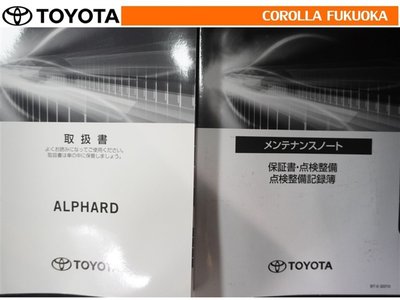 TOYOTA
COROLLA FUKUOKA
取扱書
よくお読みになってご使用ください。
取扱書は車の中に保管しましょう。
ALPHARD
TOYOTA
メンテナンスノート
保証書・点検整備
点検整備記録簿
TOYOTA